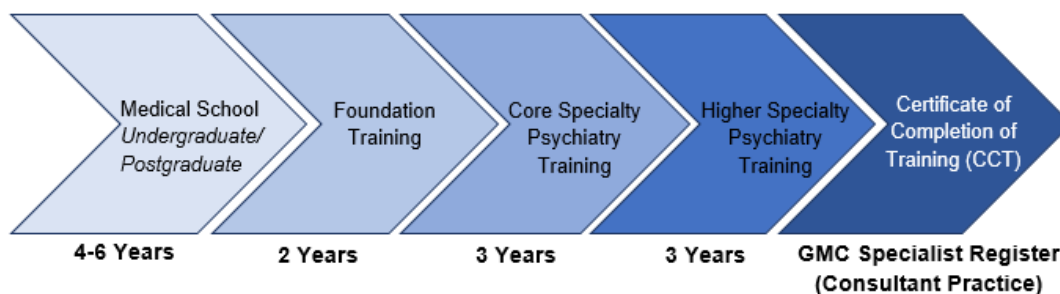 Medical School
Undergraduate/
Postgraduate
Foundation
Training
Core Specialty
Psychiatry
Training
Higher Specialty
Psychiatry
Training
Certificate of
Completion of
Training (CCT)
4-6 Years
2 Years
3 Years
3 Years
GMC Specialist Register
(Consultant Practice)